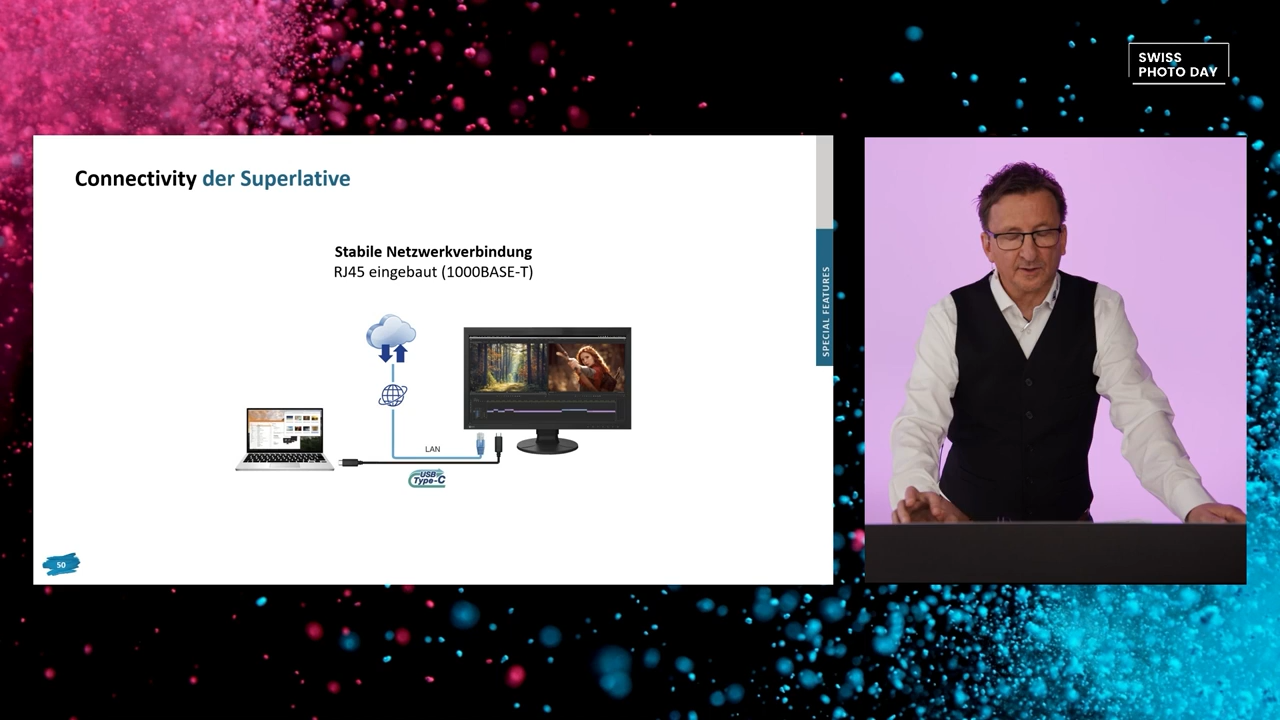 SWISS
PHOTO DAY
Connectivity der Superlative
Stabile Netzwerkverbindung
RJ45 eingebaut (1000BASE-T)
SPECIAL FEATURES
LAN
USB
Type-C
50